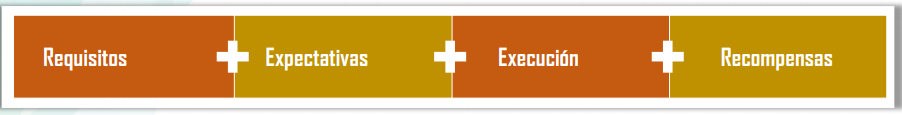 Requisitos + Expectativas + Execución + Recompensas